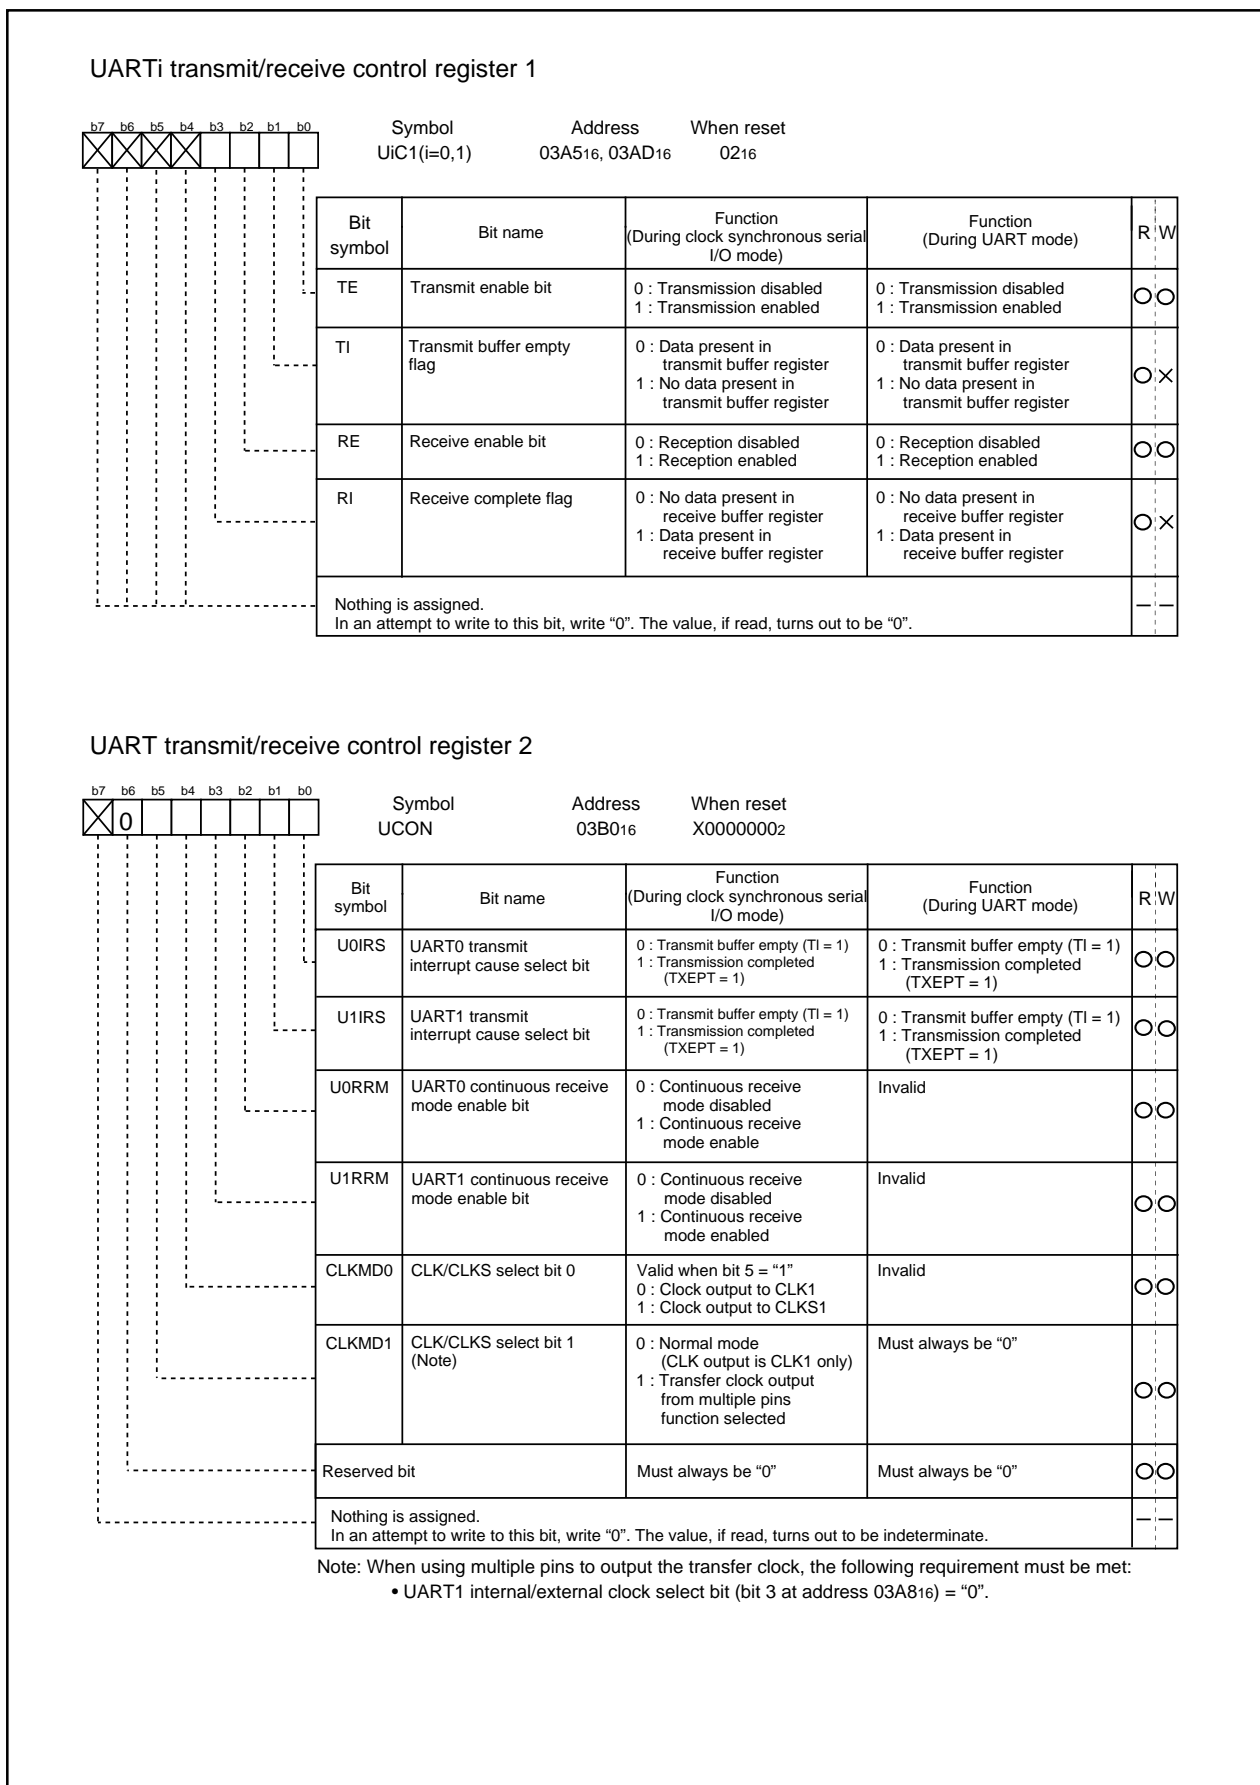 UARTi transmit/receive control register 1
b7 b6 b5 b4 b3 b2 b1 b0
Symbol Address When reset
UiC1(i=0,1) 03A516, 03AD16 0216
Bit symbol Bit name Function (During clock synchronous serial I/O mode) Function (During UART mode) R W
TE Transmit enable bit 0 : Transmission disabled 0 : Transmission disabled
1 : Transmission enabled 1 : Transmission enabled
TI Transmit buffer empty 0 : Data present in 0 : Data present in
flag transmit buffer register transmit buffer register
1 : No data present in 1 : No data present in
transmit buffer register transmit buffer register
RE Receive enable bit 0 : Reception disabled 0 : Reception disabled
1 : Reception enabled 1 : Reception enabled
RI Receive complete flag 0 : No data present in 0 : No data present in
receive buffer register receive buffer register
1 : Data present in 1 : Data present in
receive buffer register receive buffer register
Nothing is assigned.
In an attempt to write to this bit, write “0”. The value, if read, turns out to be “0”.
UART transmit/receive control register 2
b7 b6 b5 b4 b3 b2 b1 b0
0
Symbol Address When reset
UCON 03B016 X00000002
Bit symbol Bit name Function (During clock synchronous serial I/O mode) Function (During UART mode) R W
U0IRS UART0 transmit 0 : Transmit buffer empty (TI = 1) 0 : Transmit buffer empty (TI = 1)
interrupt cause select bit 1 : Transmission completed 1 : Transmission completed
(TXEPT = 1) (TXEPT = 1)
U1IRS UART1 transmit 0 : Transmit buffer empty (TI = 1) 0 : Transmit buffer empty (TI = 1)
interrupt cause select bit 1 : Transmission completed 1 : Transmission completed
(TXEPT = 1) (TXEPT = 1)
U0RRM UART0 continuous receive 0 : Continuous receive Invalid
mode enable bit mode disabled
1 : Continuous receive
mode enable
U1RRM UART1 continuous receive 0 : Continuous receive Invalid
mode enable bit mode disabled
1 : Continuous receive
mode enabled
CLKMD0 CLK/CLKS select bit 0 Valid when bit 5 = “1” Invalid
0 : Clock output to CLK1
1 : Clock output to CLKS1
CLKMD1 CLK/CLKS select bit 1 0 : Normal mode Must always be “0”
(Note) (CLK output is CLK1 only)
1 : Transfer clock output
from multiple pins
function selected
Reserved bit Must always be “0” Must always be “0”
Nothing is assigned.
In an attempt to write to this bit, write “0”. The value, if read, turns out to be indeterminate.
Note: When using multiple pins to output the transfer clock, the following requirement must be met:
• UART1 internal/external clock select bit (bit 3 at address 03A816) = “0”.